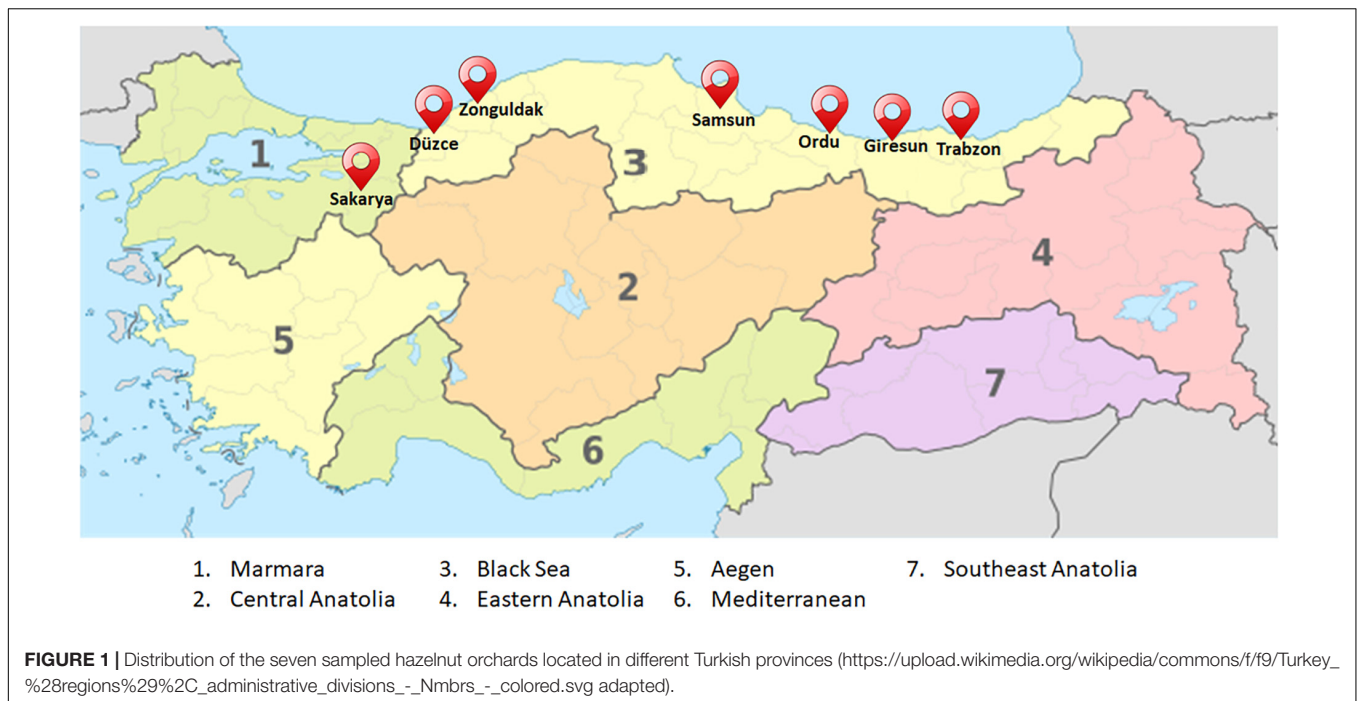 Zonguldak
Düzce
Samsun
Ordu
Giresun
Trabzon
1
3
Sakarya
4
2
5
7
6
1. Marmara 3. Black Sea 5. Aegen 7. Southeast Anatolia
2. Central Anatolia 4. Eastern Anatolia 6. Mediterranean
FIGURE 1 | Distribution of the seven sampled hazelnut orchards located in different Turkish provinces (https://upload.wikimedia.org/wikipedia/commons/f/f9/Turkey_
%28regions%29%2C_administrative_divisions_-_Nmbrs_-_colored.svg adapted).